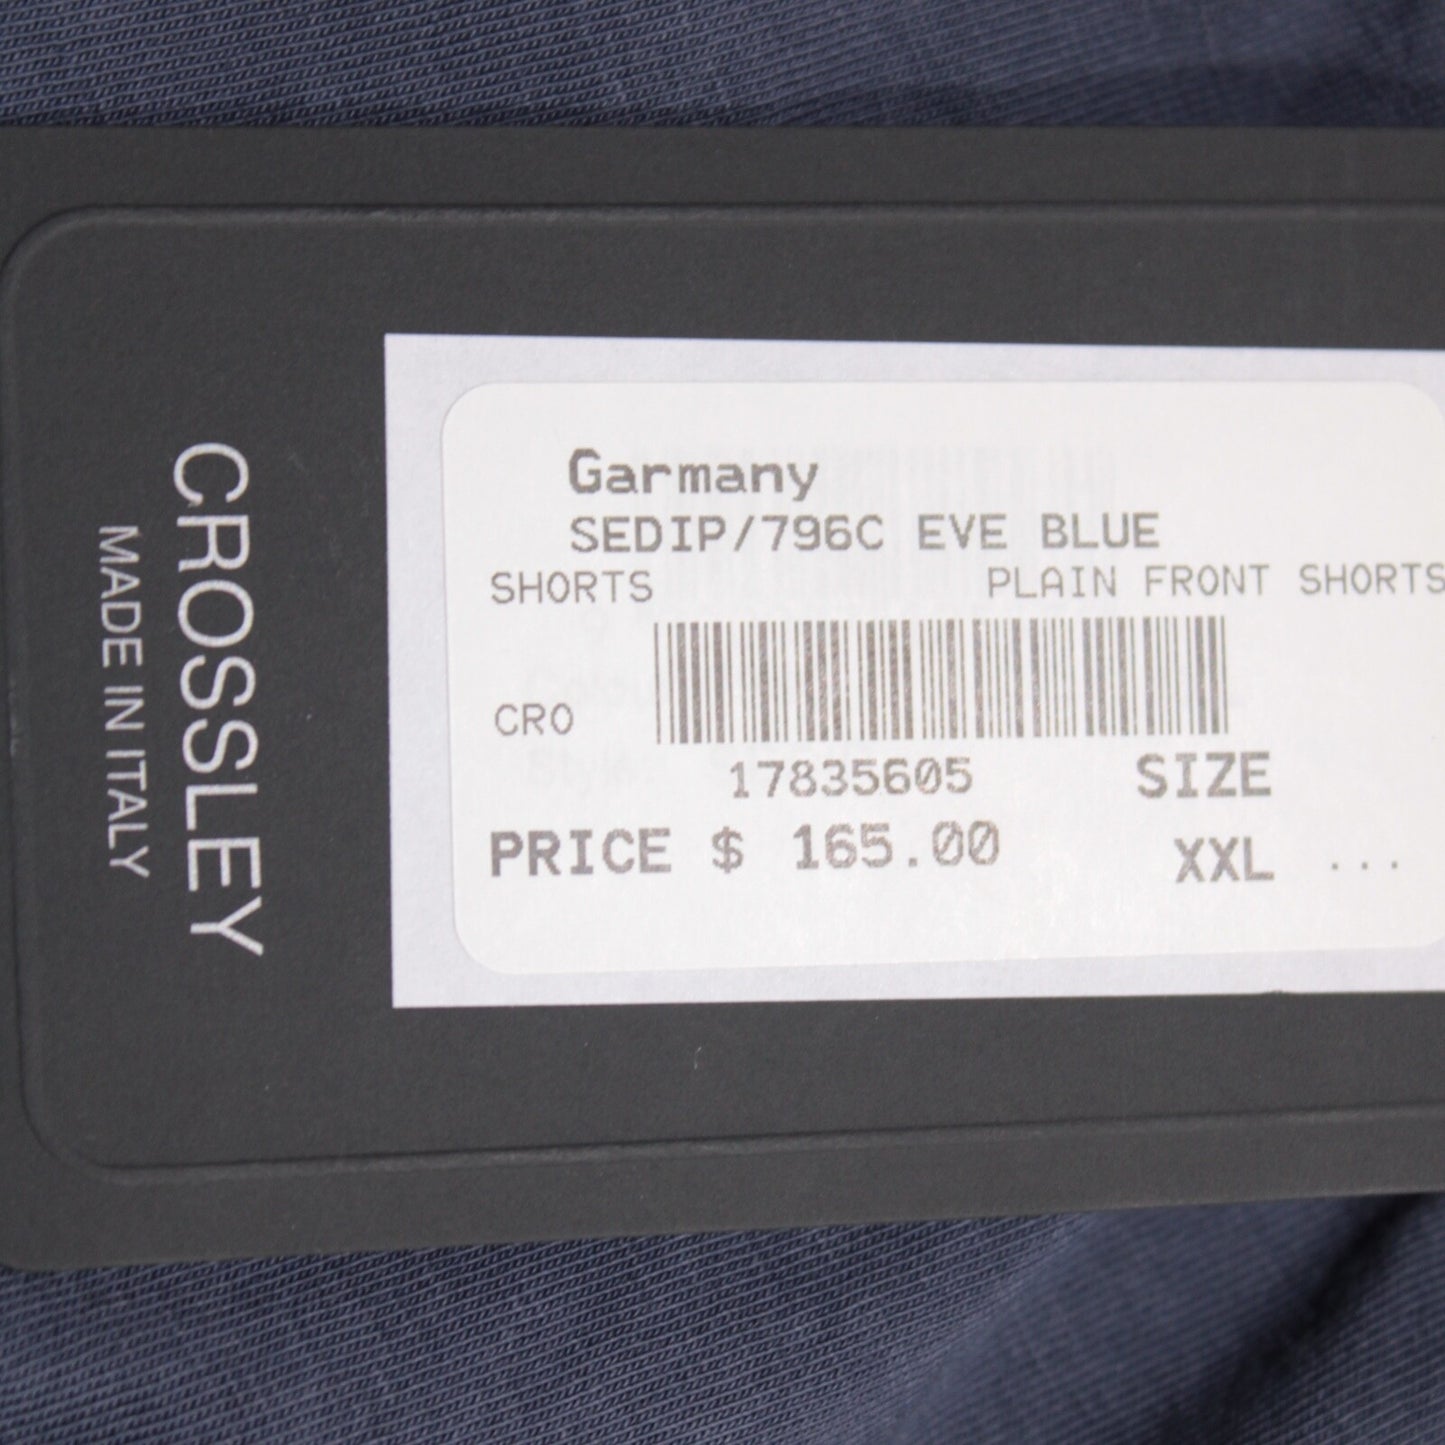 CROSSLEY
MADE IN ITALY
Garmany
SEDIP/796C EVE BLUE
SHORTS PLAIN FRONT SHORTS
CRO
17835605 SIZE
PRICE $ 165.00 XXL ...